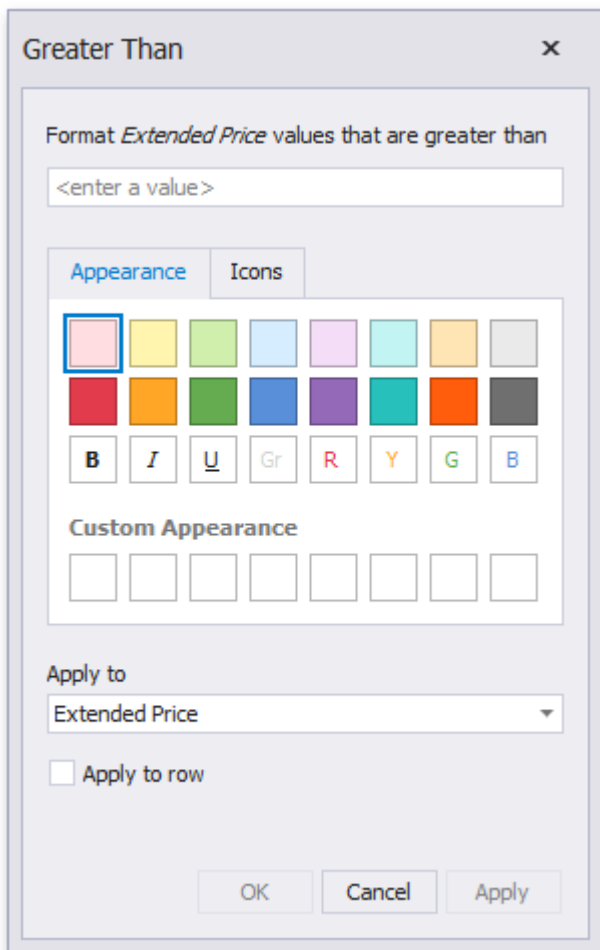 Greater Than
Format Extended Price values that are greater than
<enter a value>
Appearance Icons
B I U Gr R Y G B
Custom Appearance
Apply to
Extended Price
Apply to row
OK Cancel Apply